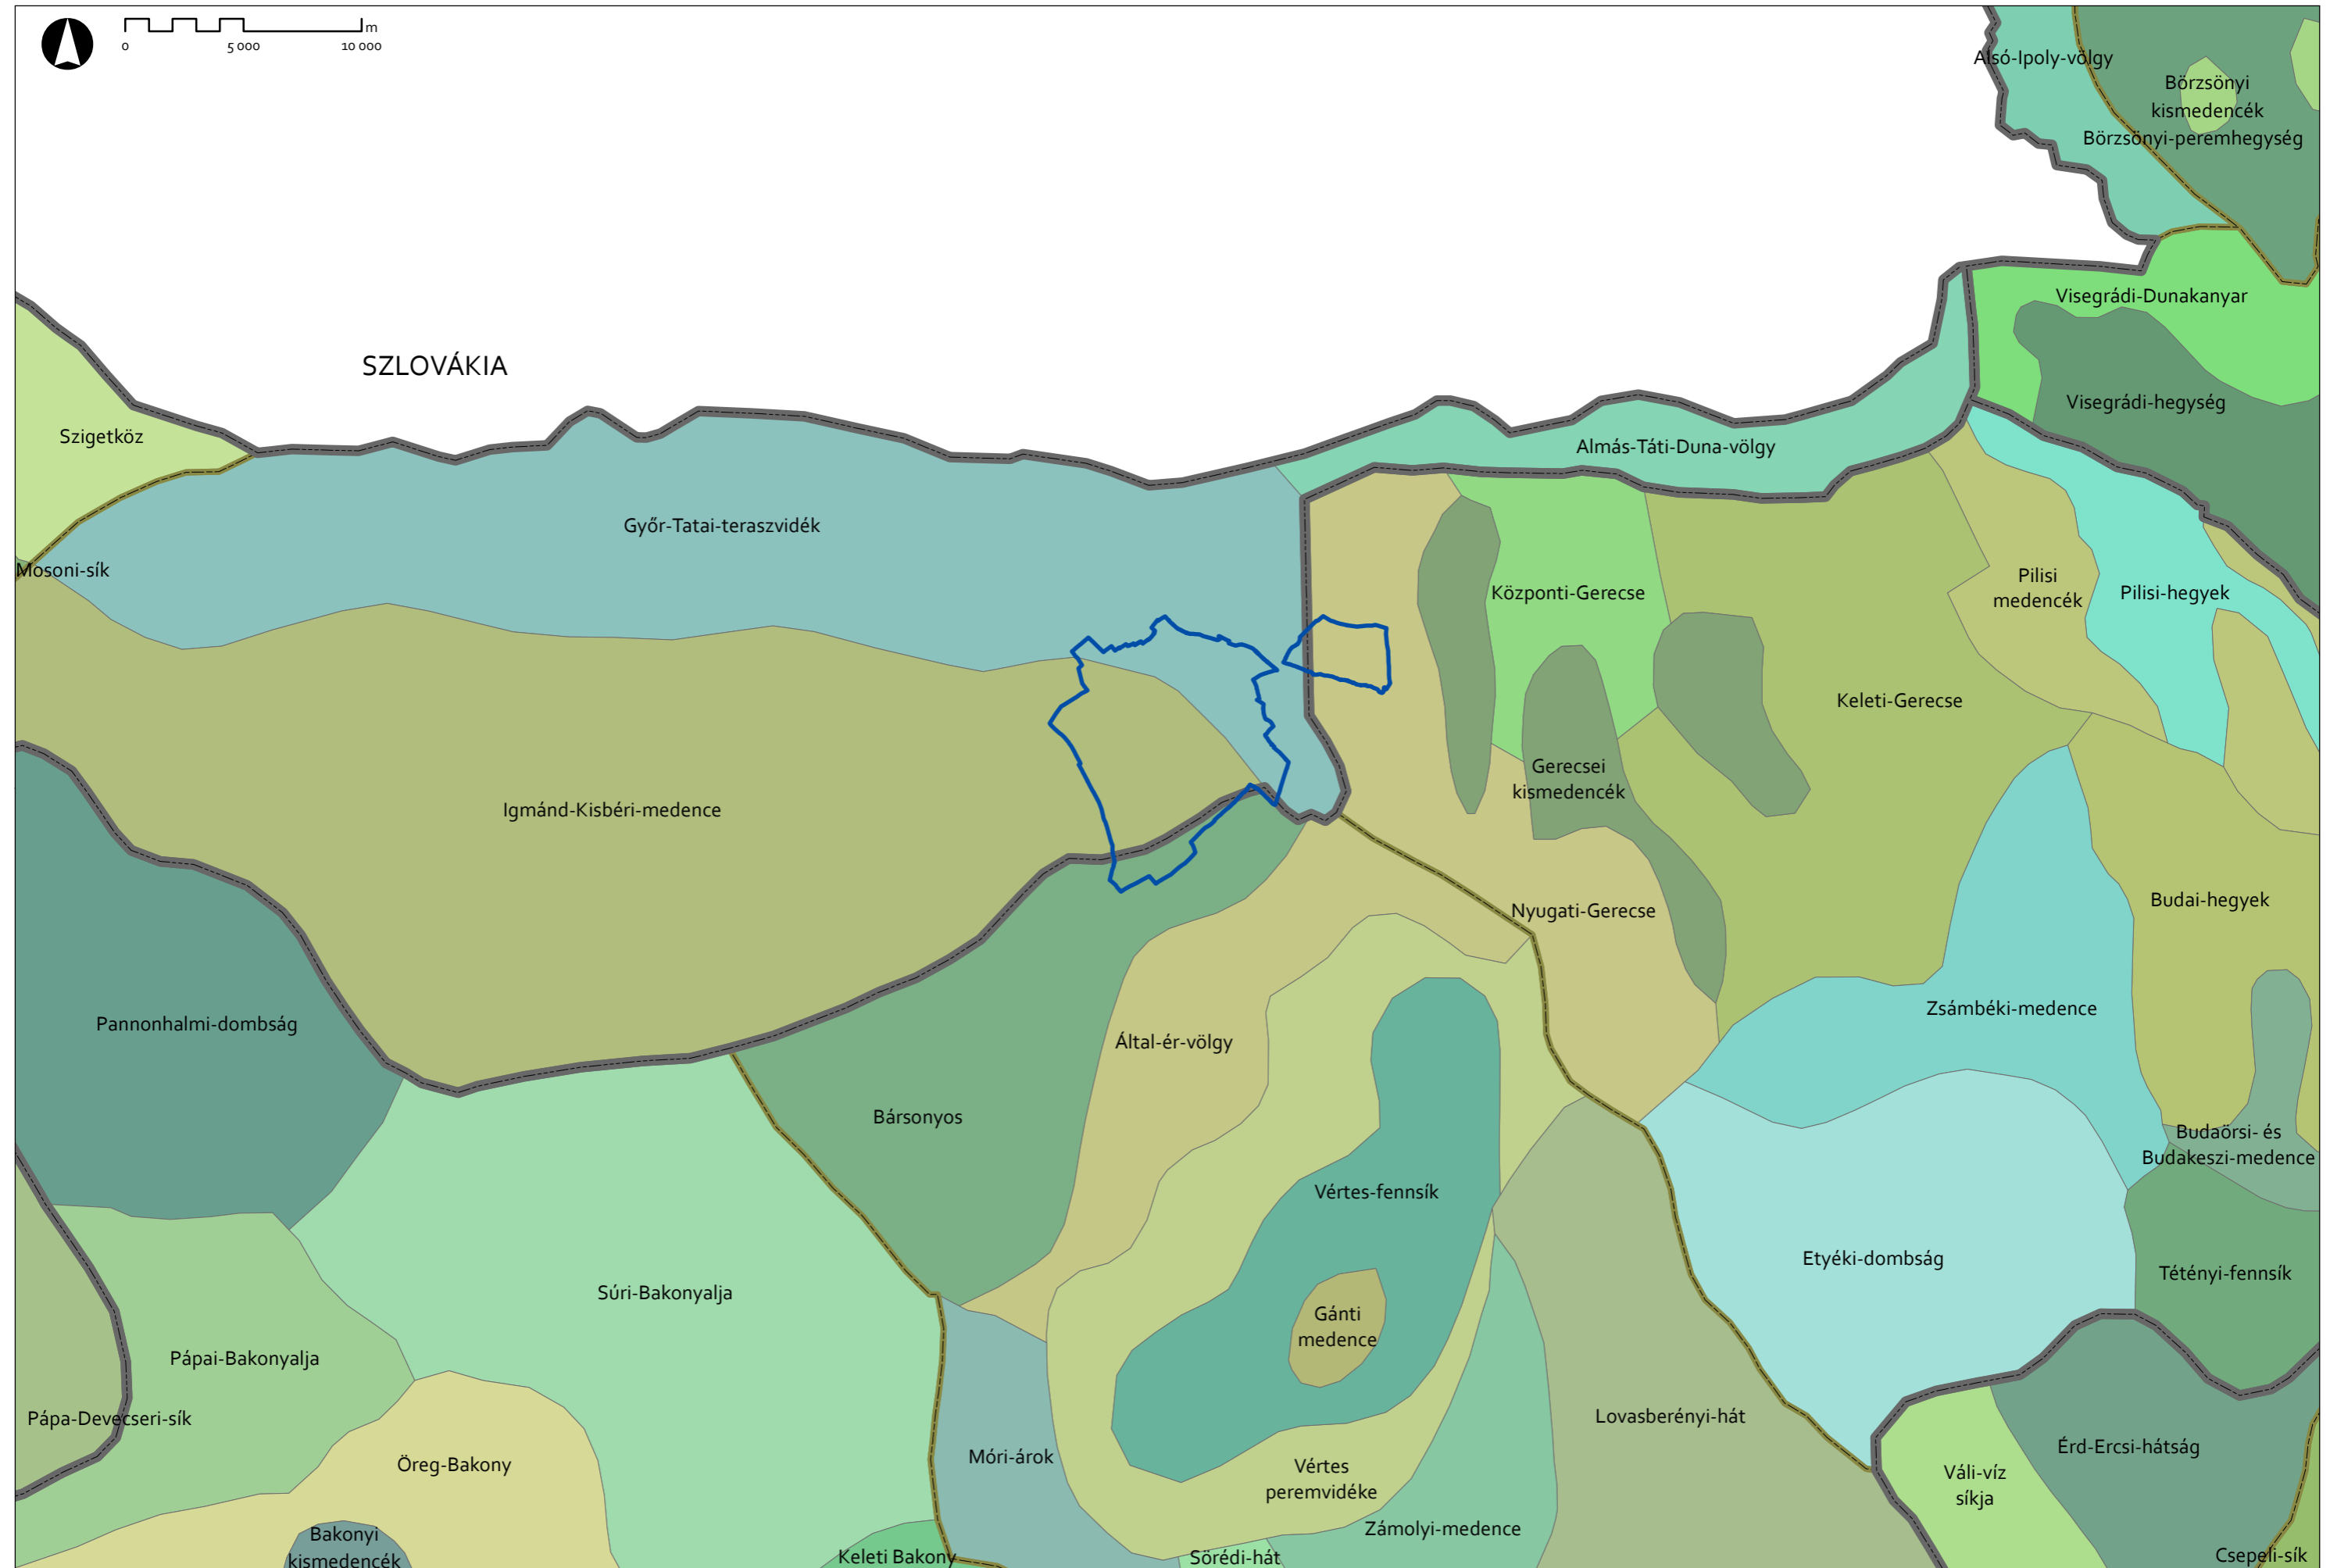 m
0
5 000
10 000
Alsó-Ipoly-völgy
Börzsönyi
kismedencék
Börzsönyi-peremhegység
Visegrádi-Dunakanyar
SZLOVÁKIA
Visegrádi-hegység
Szigetköz
Almás-Táti-Duna-völgy
Győr-Tatai-teraszvidék
Mosoni-sík
Központi-Gerecse
Pilisi
medencék
Pilisi-hegyek
Keleti-Gerecse
Gerecsei
kismedencék
Igmánd-Kisbéri-medence
Budai-hegyek
Nyugati-Gerecse
Zsámbéki-medence
Pannonhalmi-dombság
Által-ér-völgy
Bársonyos
Budaörsi- és
Budakeszi-medence
Vértes-fennsík
Etyéki-dombság
Tétényi-fennsík
Súri-Bakonyalja
Gánti
medence
Pápai-Bakonyalja
Pápa-Devecseri-sík
Lovasberényi-hát
Érd-Ercsi-hátság
Öreg-Bakony
Móri-árok
Vértes
peremvidéke
Váli-víz
síkja
Bakonyi
kismedencék
Zámolyi-medence
Keleti Bakony
Sörédi-hát
Csepeli-sík